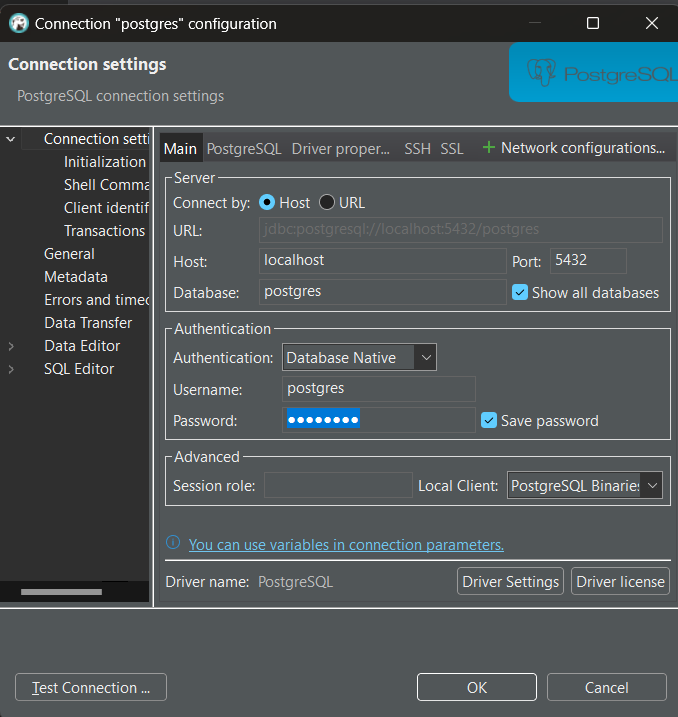 Connection "postgres" configuration
Connection settings
PostgreSQL connection settings
PostgreSQL
Connection setti
Initialization
Shell Comma
Client identif
Transactions
General
Metadata
Errors and timeo
Data Transfer
Data Editor
SQL Editor
Main PostgreSQL Driver proper... SSH SSL + Network configurations...
Server
Connect by: Host URL
URL: jdbc:postgresql://localhost:5432/postgres
Host: localhost Port: 5432
Database: postgres Show all databases
Authentication
Authentication: Database Native
Username: postgres
Password: ●●●●●●●● Save password
Advanced
Session role: Local Client: PostgreSQL Binaries
You can use variables in connection parameters.
Driver name: PostgreSQL Driver Settings Driver license
Test Connection ... OK Cancel